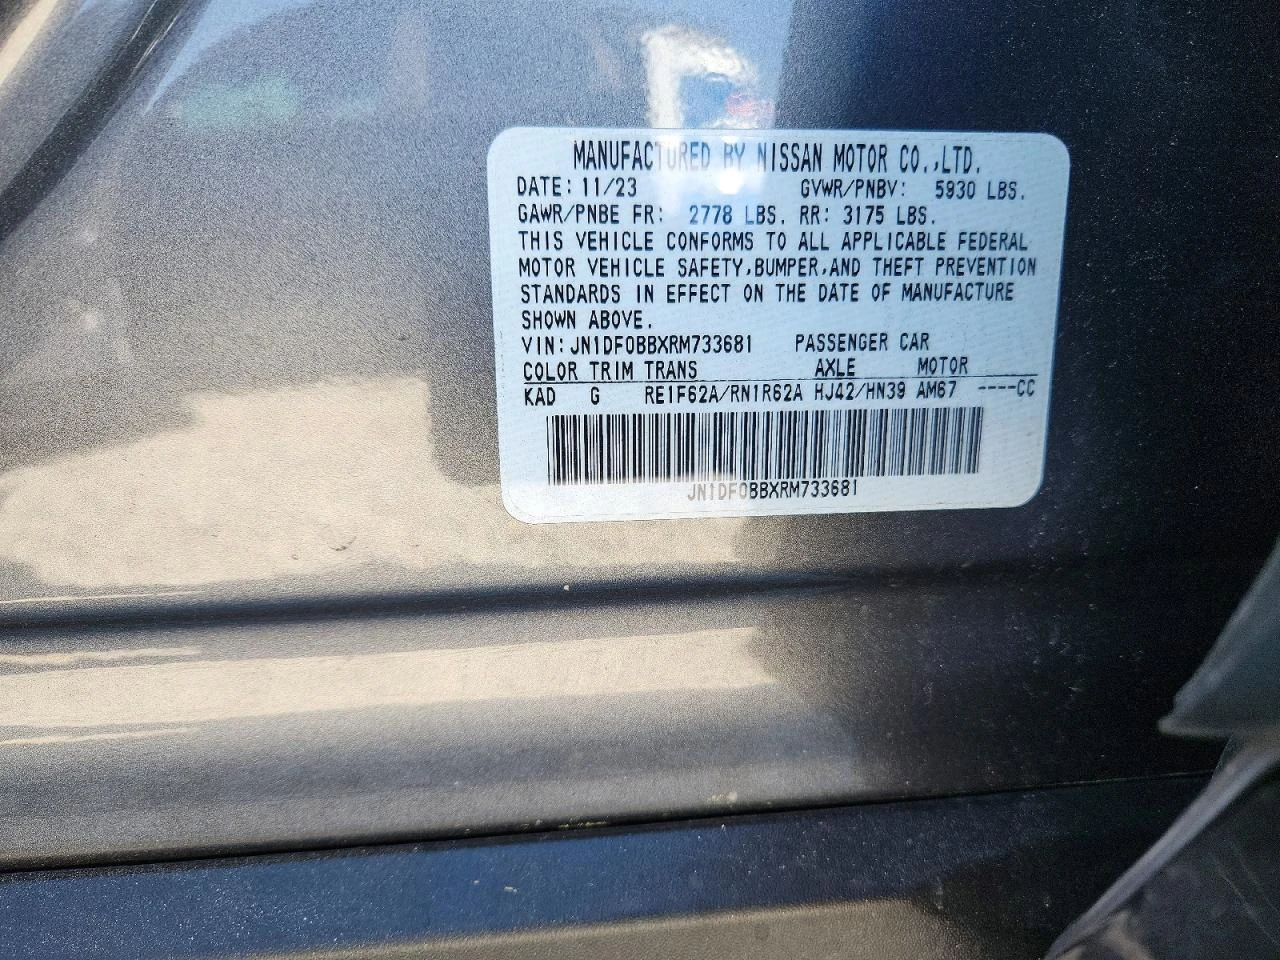 MANUFACTURED BY NISSAN MOTOR CO.,LTD.
DATE: 11/23 GVWR/PNBV: 5930 LBS.
GAWR/PNBE FR: 2778 LBS. RR: 3175 LBS.
THIS VEHICLE CONFORMS TO ALL APPLICABLE FEDERAL
MOTOR VEHICLE SAFETY,BUMPER,AND THEFT PREVENTION
STANDARDS IN EFFECT ON THE DATE OF MANUFACTURE
SHOWN ABOVE.
VIN: JN1DF0BBXRM733681 PASSENGER CAR
COLOR TRIM TRANS AXLE MOTOR
KAD G RE1F62A/RN1R62A HJ42/HN39 AM67 ----CC
JN1DF0BBXRM733681